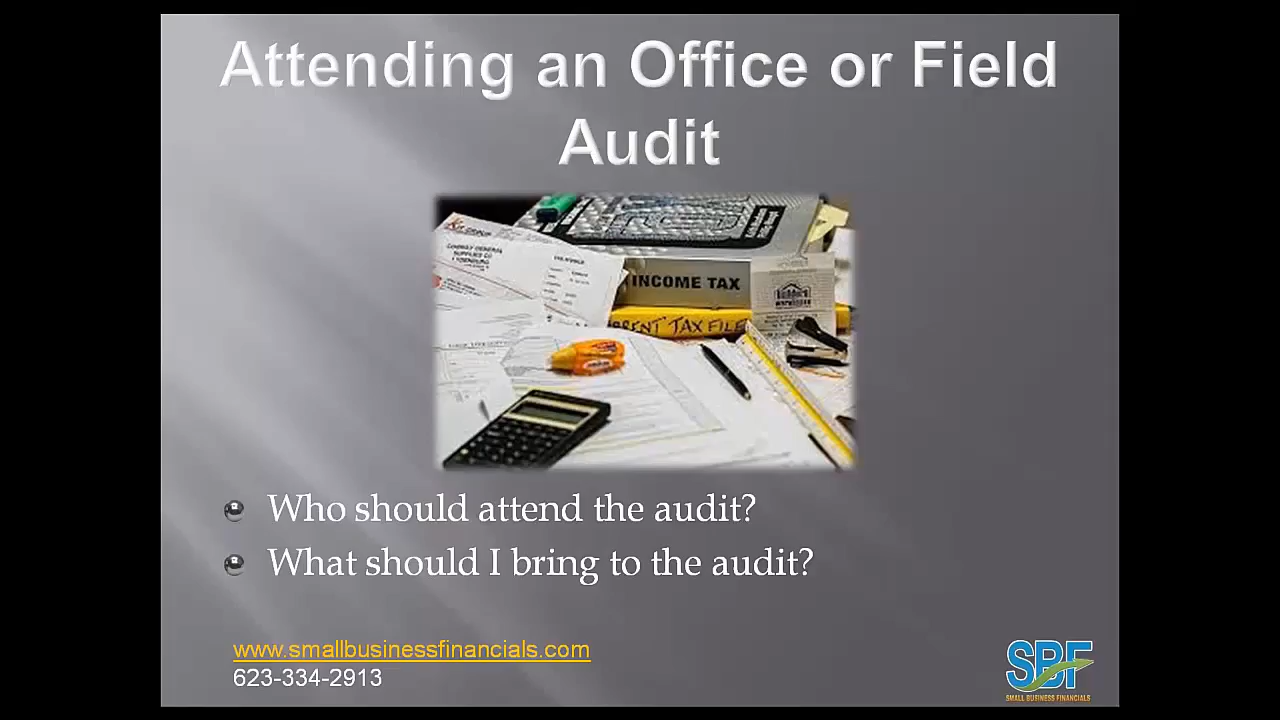 Attending an Office or Field
Audit
INCOME TAX
TAX FILE
Who should attend the audit?
What should I bring to the audit?
www.smallbusinessfinancials.com
623-334-2913
SBF
SMALL BUSINESS FINANCIALS